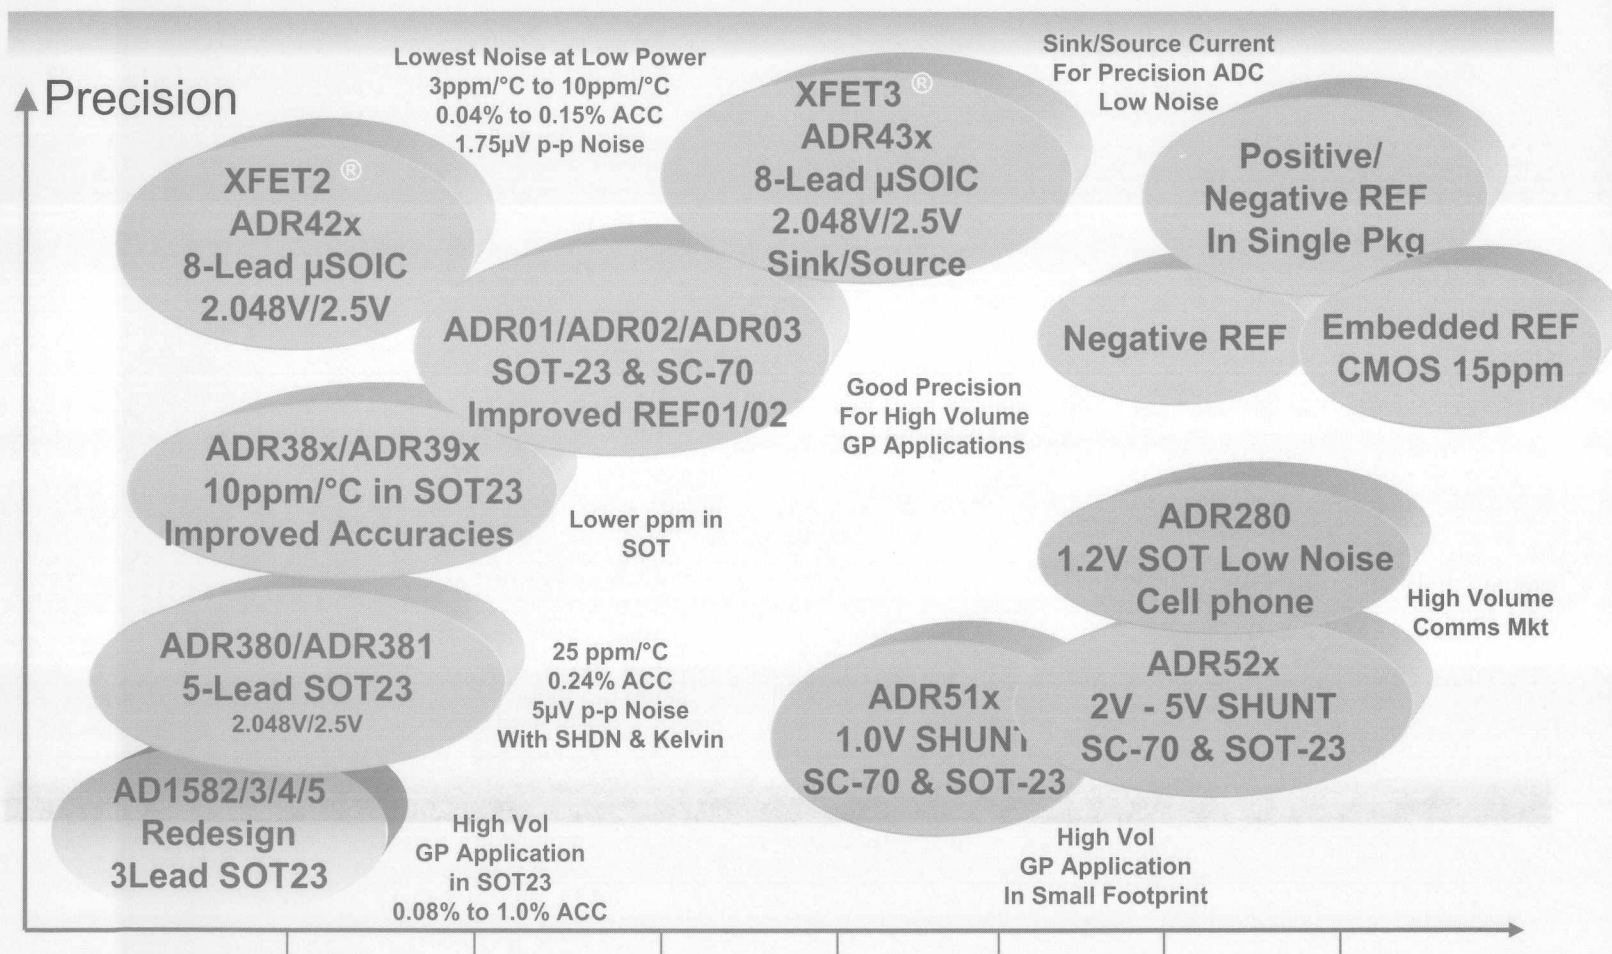 Precision
Lowest Noise at Low Power
3ppm/°C to 10ppm/°C
0.04% to 0.15% ACC
1.75µV p-p Noise
XFET2 ®
ADR42x
8-Lead µSOIC
2.048V/2.5V
XFET3 ®
ADR43x
8-Lead µSOIC
2.048V/2.5V
Sink/Source
Sink/Source Current
For Precision ADC
Low Noise
Positive/
Negative REF
In Single Pkg
ADR01/ADR02/ADR03
SOT-23 & SC-70
Improved REF01/02
Negative REF
Embedded REF
CMOS 15ppm
Good Precision
For High Volume
GP Applications
ADR38x/ADR39x
10ppm/°C in SOT23
Improved Accuracies
Lower ppm in
SOT
ADR280
1.2V SOT Low Noise
Cell phone
High Volume
Comms Mkt
ADR380/ADR381
5-Lead SOT23
2.048V/2.5V
25 ppm/°C
0.24% ACC
5µV p-p Noise
With SHDN & Kelvin
ADR51x
1.0V SHUNT
SC-70 & SOT-23
ADR52x
2V - 5V SHUNT
SC-70 & SOT-23
AD1582/3/4/5
Redesign
3Lead SOT23
High Vol
GP Application
in SOT23
0.08% to 1.0% ACC
High Vol
GP Application
In Small Footprint